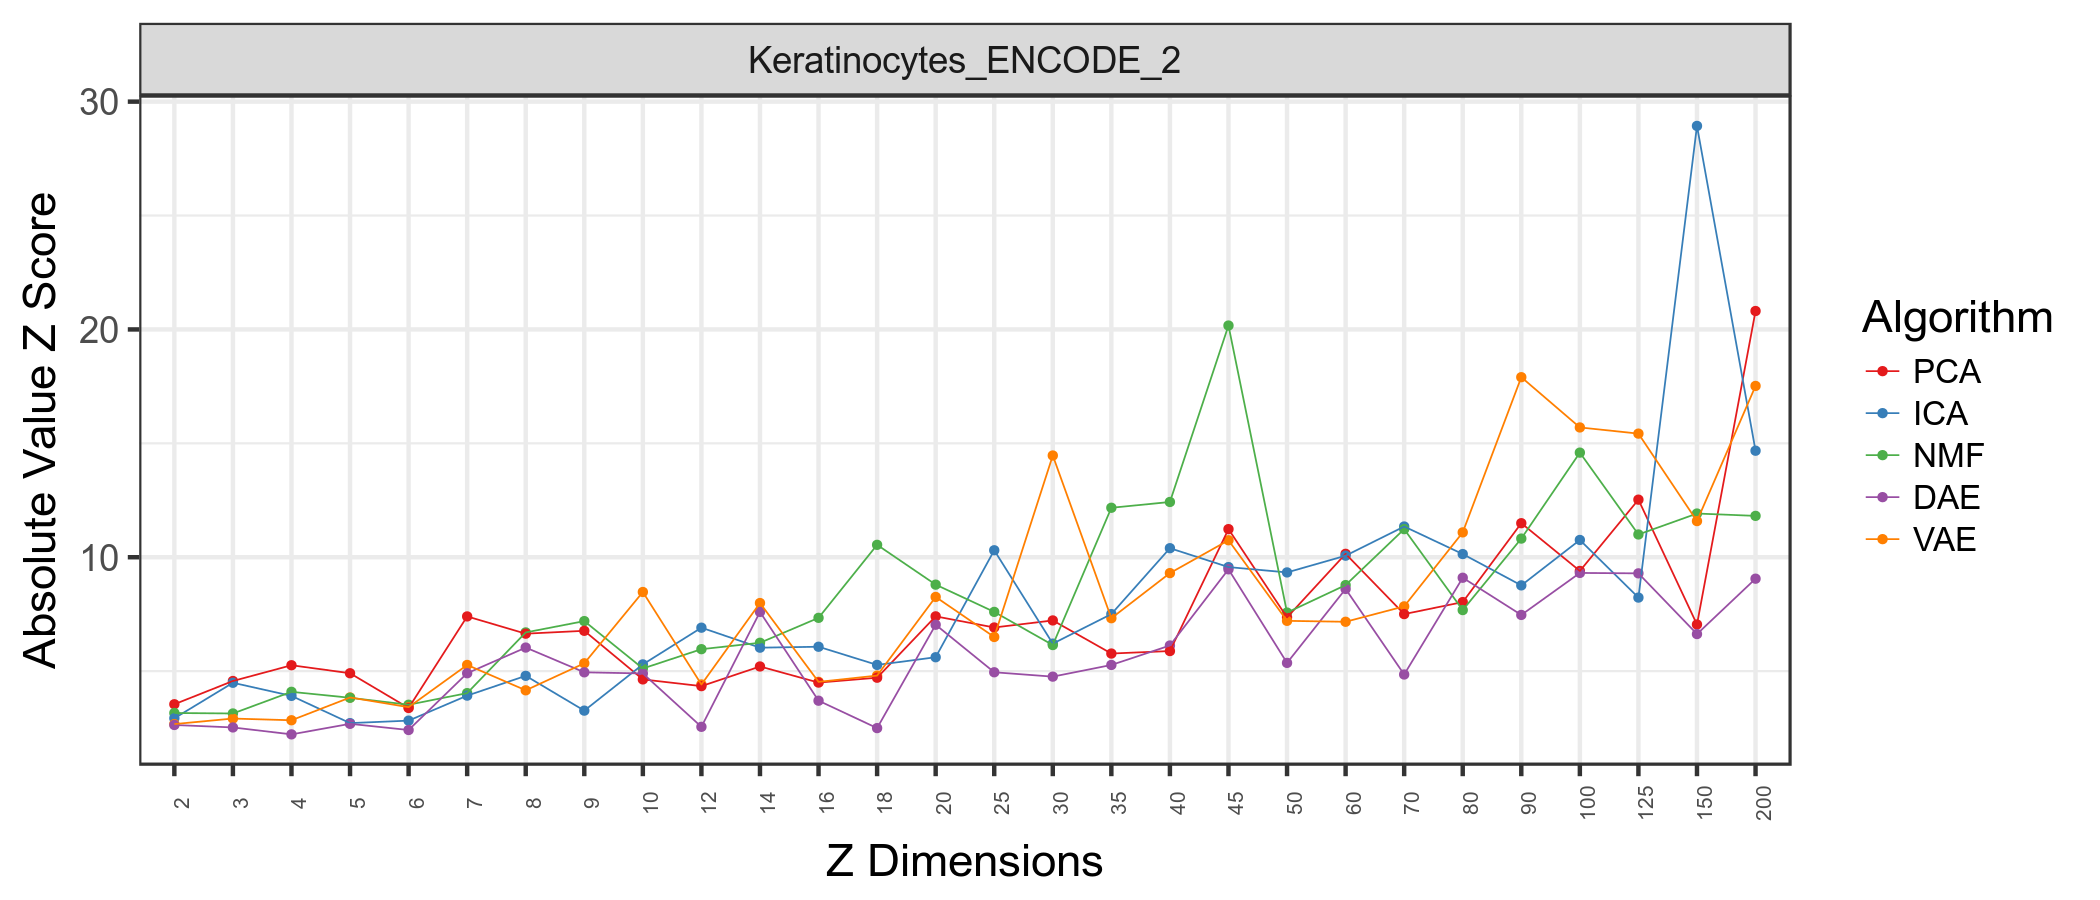 Keratinocytes_ENCODE_2
30
20
10
Absolute Value Z Score
2 3 4 5 6 7 8 9 10 12 14 16 18 20 25 30 35 40 45 50 60 70 80 90 100 125 150 200
Z Dimensions
Algorithm
PCA
ICA
NMF
DAE
VAE